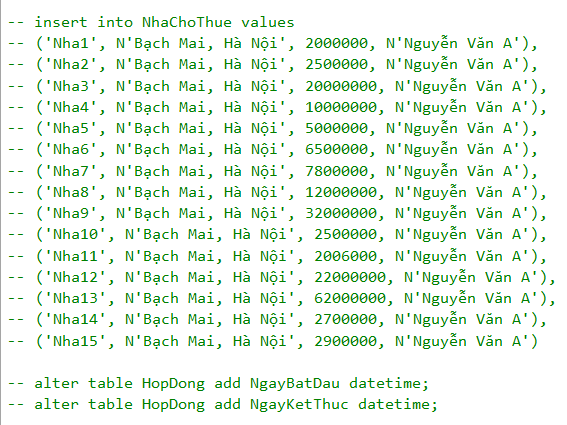 -- insert into NhaChoThue values
-- ('Nha1', N'Bạch Mai, Hà Nội', 2000000, N'Nguyễn Văn A'),
-- ('Nha2', N'Bạch Mai, Hà Nội', 2500000, N'Nguyễn Văn A'),
-- ('Nha3', N'Bạch Mai, Hà Nội', 20000000, N'Nguyễn Văn A'),
-- ('Nha4', N'Bạch Mai, Hà Nội', 10000000, N'Nguyễn Văn A'),
-- ('Nha5', N'Bạch Mai, Hà Nội', 5000000, N'Nguyễn Văn A'),
-- ('Nha6', N'Bạch Mai, Hà Nội', 6500000, N'Nguyễn Văn A'),
-- ('Nha7', N'Bạch Mai, Hà Nội', 7800000, N'Nguyễn Văn A'),
-- ('Nha8', N'Bạch Mai, Hà Nội', 12000000, N'Nguyễn Văn A'),
-- ('Nha9', N'Bạch Mai, Hà Nội', 32000000, N'Nguyễn Văn A'),
-- ('Nha10', N'Bạch Mai, Hà Nội', 2500000, N'Nguyễn Văn A'),
-- ('Nha11', N'Bạch Mai, Hà Nội', 2006000, N'Nguyễn Văn A'),
-- ('Nha12', N'Bạch Mai, Hà Nội', 22000000, N'Nguyễn Văn A'),
-- ('Nha13', N'Bạch Mai, Hà Nội', 62000000, N'Nguyễn Văn A'),
-- ('Nha14', N'Bạch Mai, Hà Nội', 2700000, N'Nguyễn Văn A'),
-- ('Nha15', N'Bạch Mai, Hà Nội', 2900000, N'Nguyễn Văn A')
-- alter table HopDong add NgayBatDau datetime;
-- alter table HopDong add NgayKetThuc datetime;